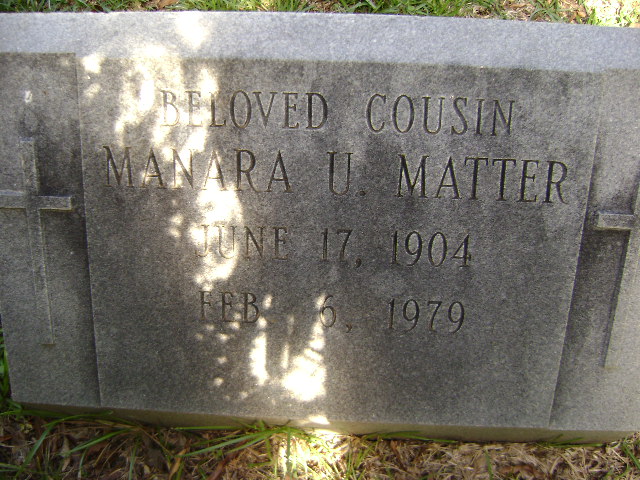 BELOVED COUSIN
MANARA U. MATTER
JUNE 17, 1904
FEB. 6, 1979